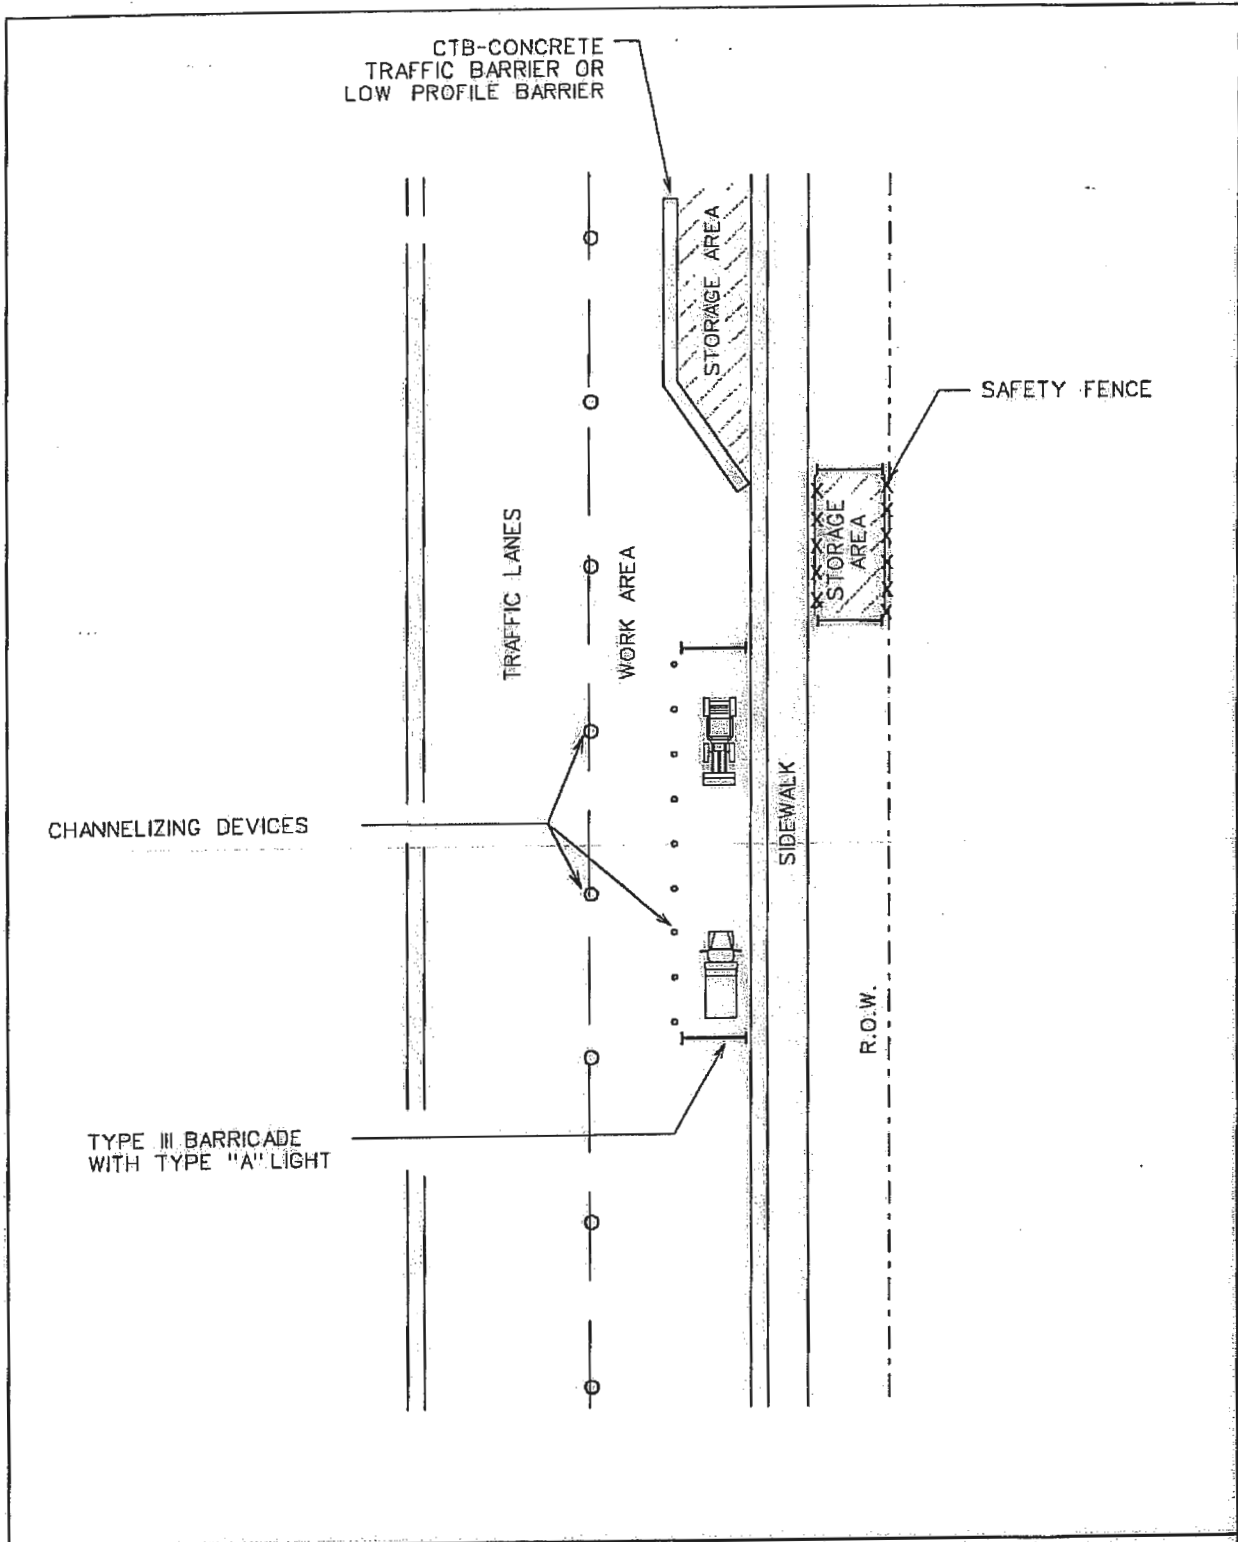 CTB-CONCRETE
TRAFFIC BARRIER OR
LOW PROFILE BARRIER
STORAGE AREA
SAFETY FENCE
STORAGE
AREA
TRAFFIC LANES
WORK AREA
SIDEWALK
CHANNELIZING DEVICES
R.O.W.
TYPE III BARRICADE
WITH TYPE "A" LIGHT